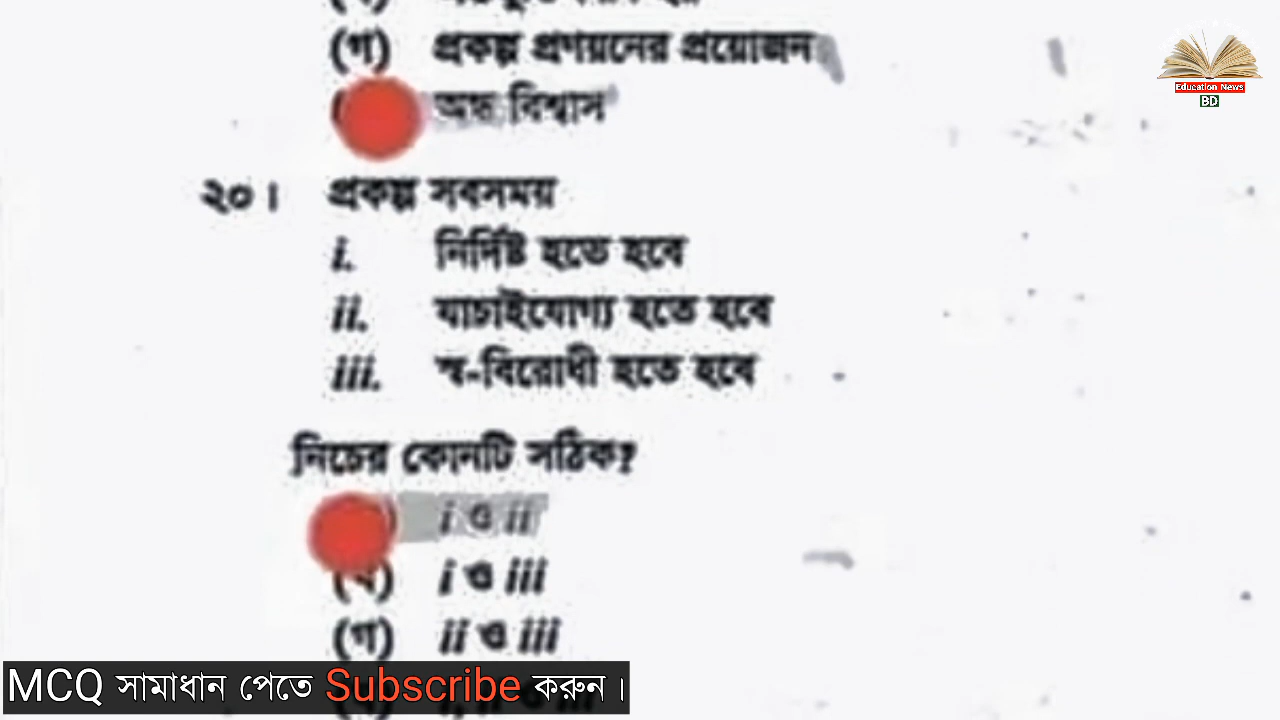 (গ) প্রকল্প প্রণয়নের প্রয়োজন
অন্ধ বিশ্বাস
Education News
BD
২০। প্রকল্প সবসময়
i. নির্দিষ্ট হতে হবে
ii. যাচাইযোগ্য হতে হবে
iii. স্ব-বিরোধী হতে হবে
নিচের কোনটি সঠিক?
i ও ii
(খ) i ও iii
(গ) ii ও iii
MCQ সামাধান পেতে Subscribe করুন।